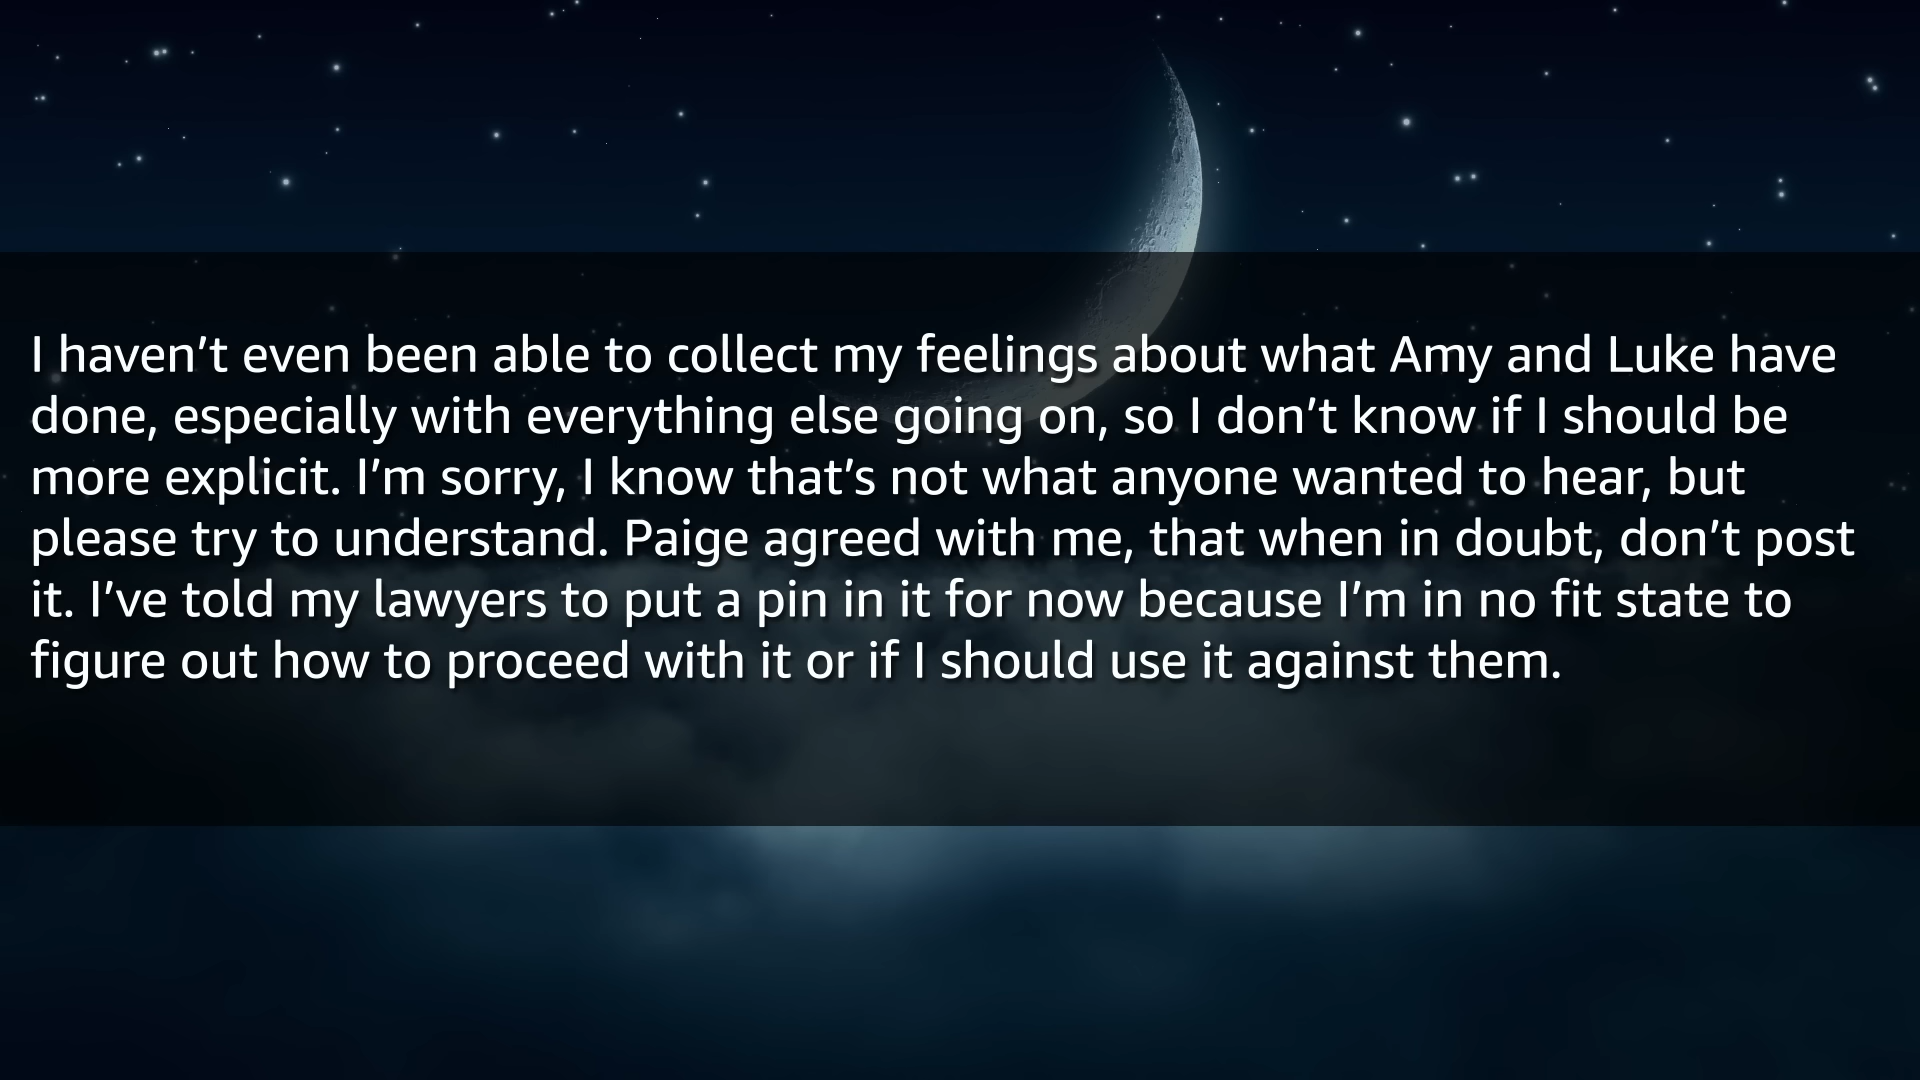 I haven’t even been able to collect my feelings about what Amy and Luke have
done, especially with everything else going on, so I don’t know if I should be
more explicit. I’m sorry, I know that’s not what anyone wanted to hear, but
please try to understand. Paige agreed with me, that when in doubt, don’t post
it. I’ve told my lawyers to put a pin in it for now because I’m in no fit state to
figure out how to proceed with it or if I should use it against them.